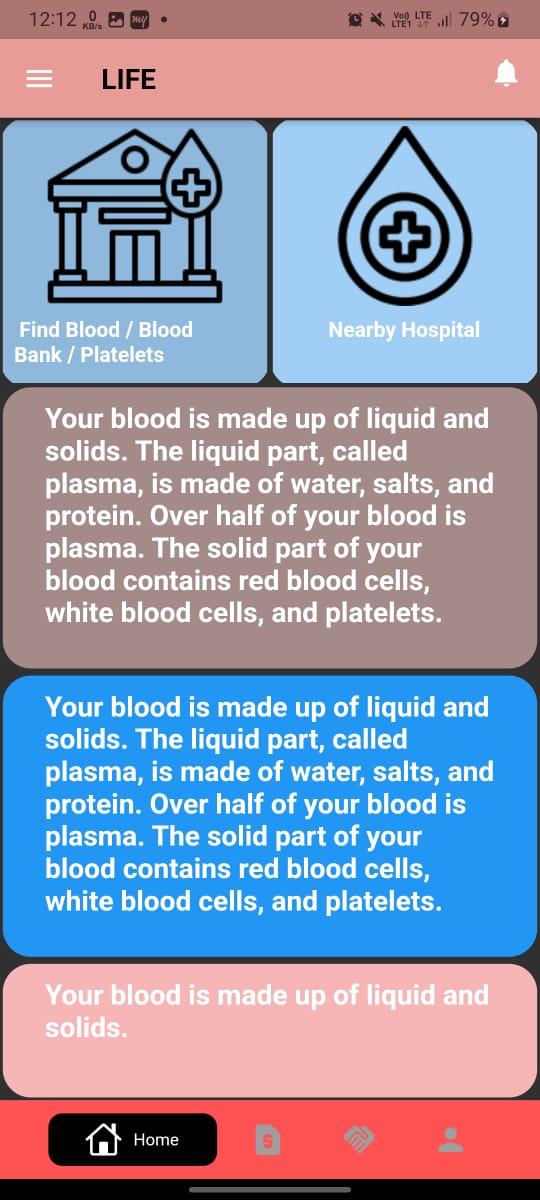 12:12 0 KB/s my Vo)) LTE LTE1 79%
LIFE
Find Blood / Blood
Bank / Platelets
Nearby Hospital
Your blood is made up of liquid and
solids. The liquid part, called
plasma, is made of water, salts, and
protein. Over half of your blood is
plasma. The solid part of your
blood contains red blood cells,
white blood cells, and platelets.
Your blood is made up of liquid and
solids. The liquid part, called
plasma, is made of water, salts, and
protein. Over half of your blood is
plasma. The solid part of your
blood contains red blood cells,
white blood cells, and platelets.
Your blood is made up of liquid and
solids.
Home $